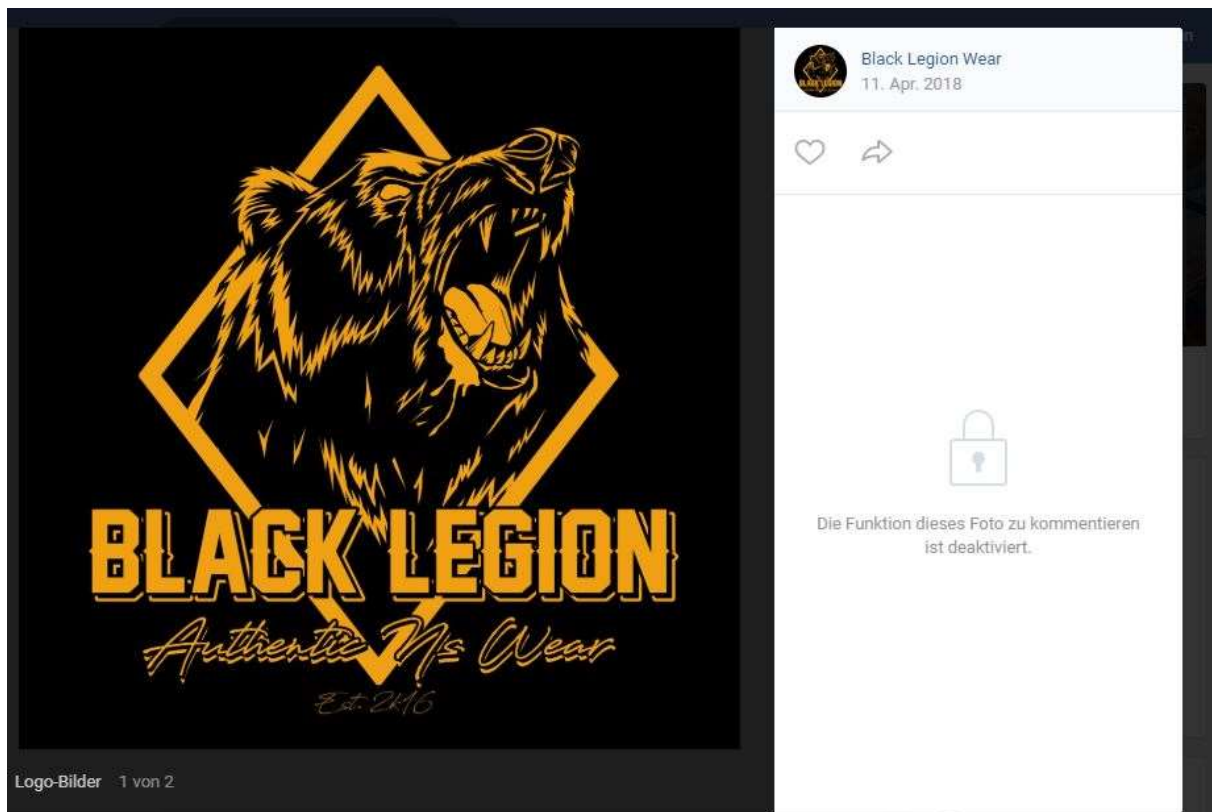 BLACK LEGION
Authentic Ns Wear
Est. 2k16
Logo-Bilder 1 von 2
Black Legion Wear
11. Apr. 2018
Die Funktion dieses Foto zu kommentieren
ist deaktiviert.